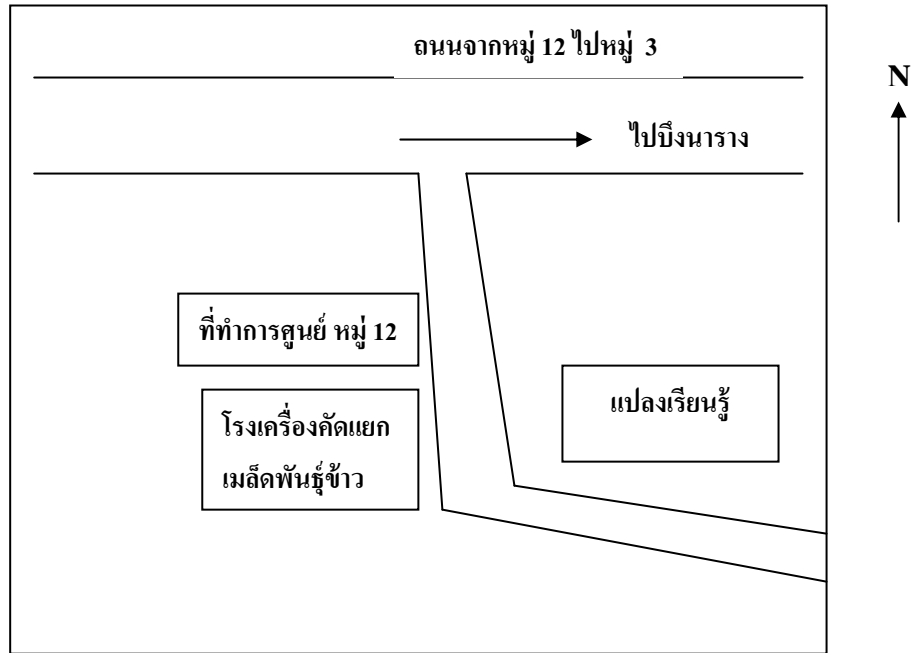 ถนนจากหมู่ 12 ไปหมู่ 3
N
ไปบึงนาราง
ที่ทำการศูนย์ หมู่ 12
แปลงเรียนรู้
โรงเครื่องคัดแยก
เมล็ดพันธุ์ข้าว